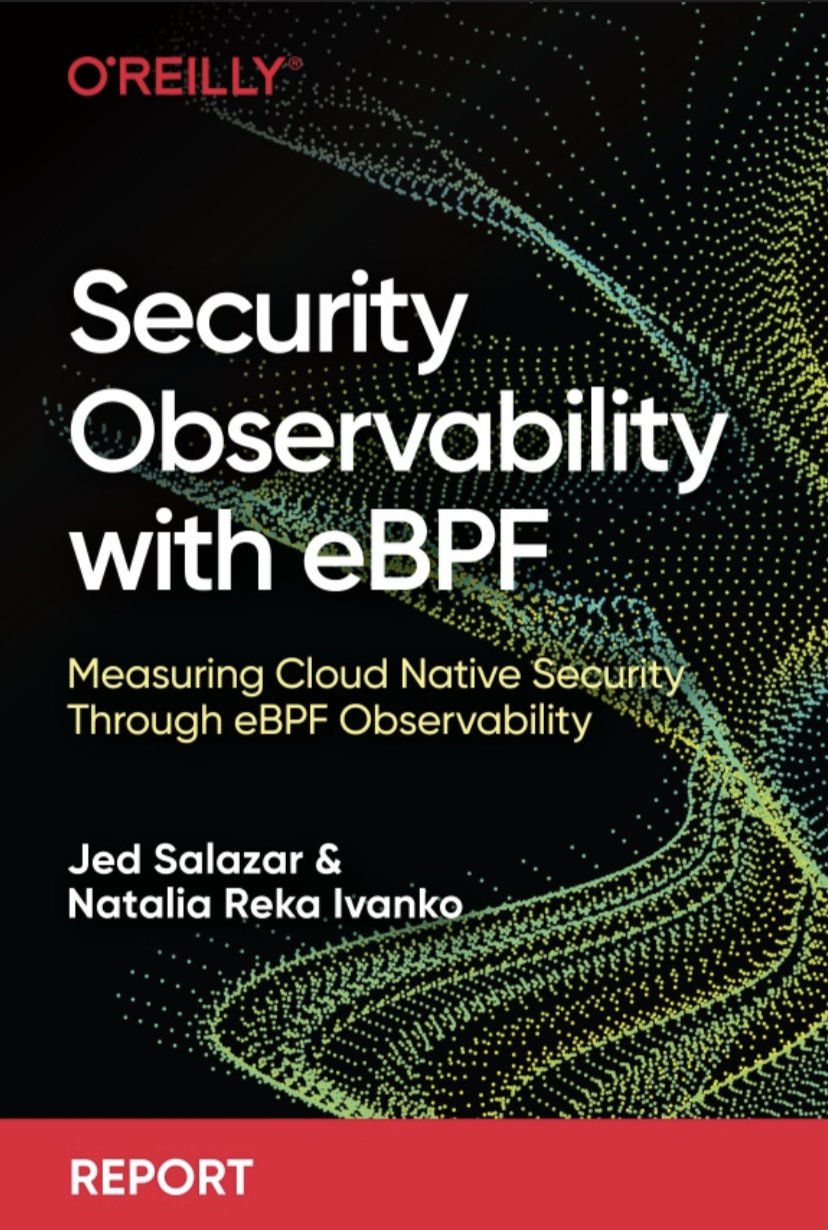 O'REILLY®
Security
Observability
with eBPF
Measuring Cloud Native Security
Through eBPF Observability
Jed Salazar &
Natalia Reka Ivanko
REPORT